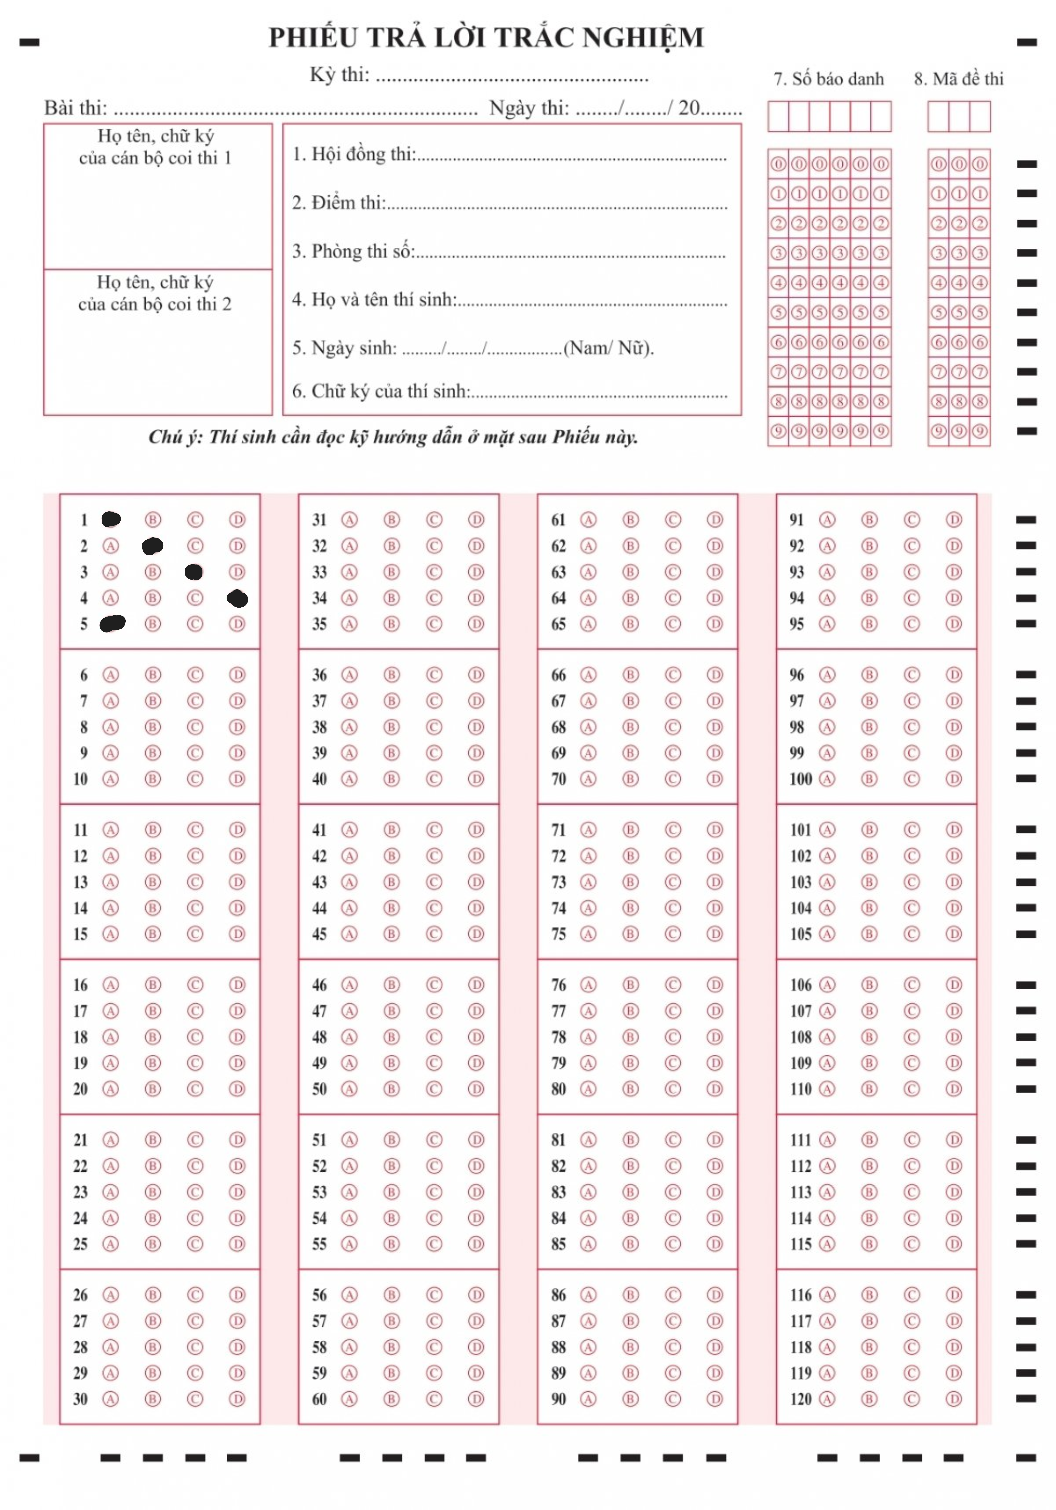 PHIẾU TRẢ LỜI TRẮC NGHIỆM
Kỳ thi: ....................................................
Bài thi: ...................................................................... Ngày thi: ......../......../ 20........
7. Số báo danh
8. Mã đề thi
Họ tên, chữ ký
của cán bộ coi thi 1
Họ tên, chữ ký
của cán bộ coi thi 2
1. Hội đồng thi:..................................................................
2. Điểm thi:.........................................................................
3. Phòng thi số:..................................................................
4. Họ và tên thí sinh:..........................................................
5. Ngày sinh: ........./......../.................(Nam/ Nữ).
6. Chữ ký của thí sinh:.......................................................
Chú ý: Thí sinh cần đọc kỹ hướng dẫn ở mặt sau Phiếu này.
0 0 0 0 0 0 0 0 0
1 1 1 1 1 1 1 1 1
2 2 2 2 2 2 2 2 2
3 3 3 3 3 3 3 3 3
4 4 4 4 4 4 4 4 4
5 5 5 5 5 5 5 5 5
6 6 6 6 6 6 6 6 6
7 7 7 7 7 7 7 7 7
8 8 8 8 8 8 8 8 8
9 9 9 9 9 9 9 9 9
1 B C D
2 A C D
3 A B D
4 A B C
5 B C D
6 A B C D
7 A B C D
8 A B C D
9 A B C D
10 A B C D
11 A B C D
12 A B C D
13 A B C D
14 A B C D
15 A B C D
16 A B C D
17 A B C D
18 A B C D
19 A B C D
20 A B C D
21 A B C D
22 A B C D
23 A B C D
24 A B C D
25 A B C D
26 A B C D
27 A B C D
28 A B C D
29 A B C D
30 A B C D
31 A B C D
32 A B C D
33 A B C D
34 A B C D
35 A B C D
36 A B C D
37 A B C D
38 A B C D
39 A B C D
40 A B C D
41 A B C D
42 A B C D
43 A B C D
44 A B C D
45 A B C D
46 A B C D
47 A B C D
48 A B C D
49 A B C D
50 A B C D
51 A B C D
52 A B C D
53 A B C D
54 A B C D
55 A B C D
56 A B C D
57 A B C D
58 A B C D
59 A B C D
60 A B C D
61 A B C D
62 A B C D
63 A B C D
64 A B C D
65 A B C D
66 A B C D
67 A B C D
68 A B C D
69 A B C D
70 A B C D
71 A B C D
72 A B C D
73 A B C D
74 A B C D
75 A B C D
76 A B C D
77 A B C D
78 A B C D
79 A B C D
80 A B C D
81 A B C D
82 A B C D
83 A B C D
84 A B C D
85 A B C D
86 A B C D
87 A B C D
88 A B C D
89 A B C D
90 A B C D
91 A B C D
92 A B C D
93 A B C D
94 A B C D
95 A B C D
96 A B C D
97 A B C D
98 A B C D
99 A B C D
100 A B C D
101 A B C D
102 A B C D
103 A B C D
104 A B C D
105 A B C D
106 A B C D
107 A B C D
108 A B C D
109 A B C D
110 A B C D
111 A B C D
112 A B C D
113 A B C D
114 A B C D
115 A B C D
116 A B C D
117 A B C D
118 A B C D
119 A B C D
120 A B C D